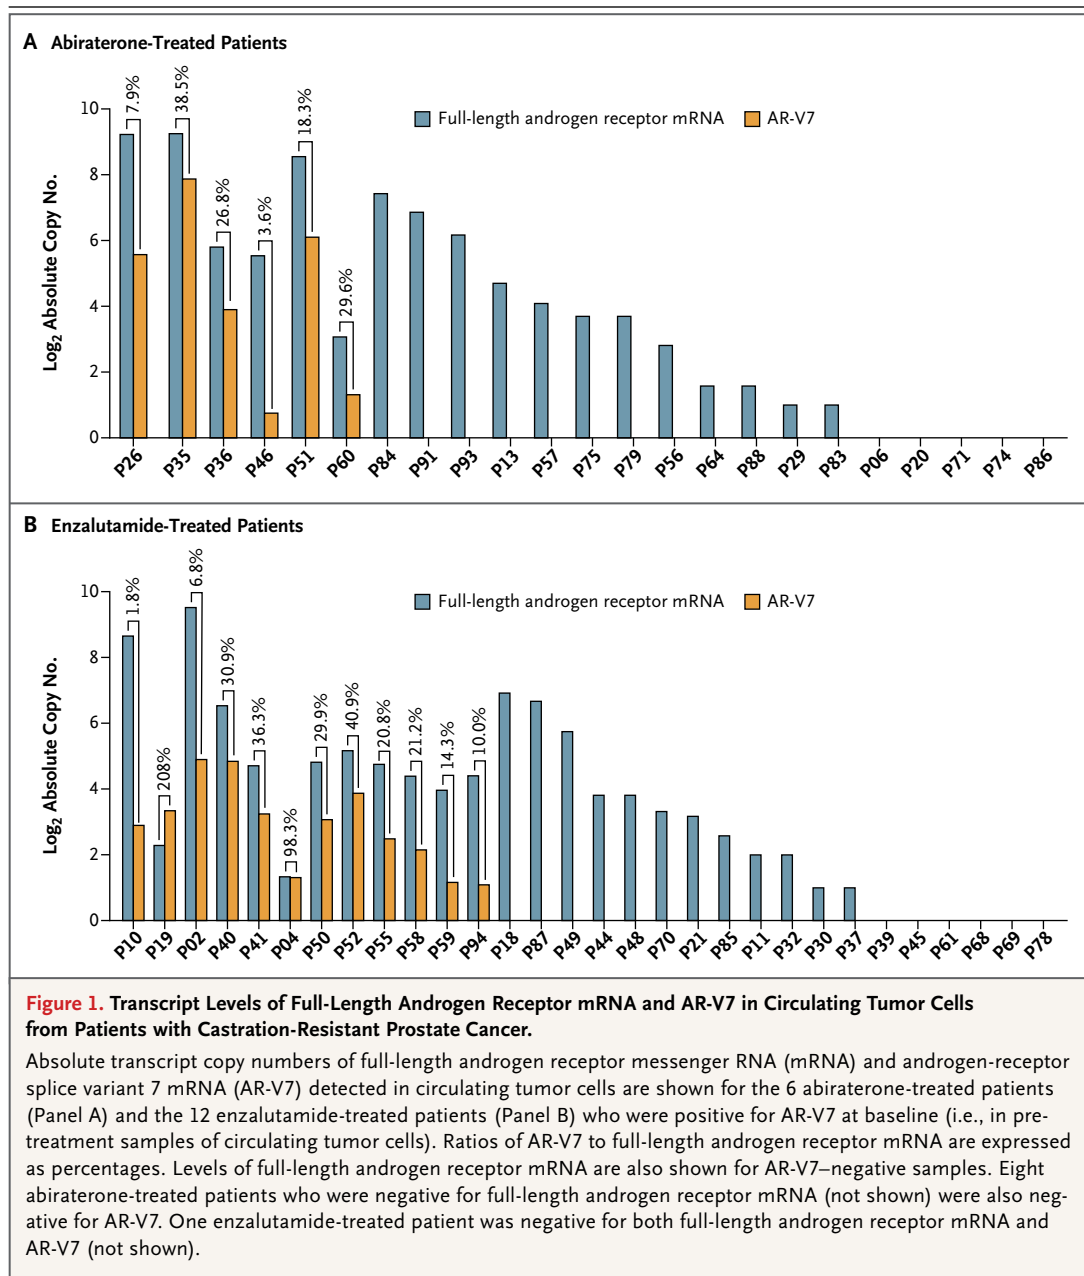 A Abiraterone-Treated Patients
7.9%
38.5%
26.8%
3.6%
18.3%
29.6%
Full-length androgen receptor mRNA
AR-V7
Log₂ Absolute Copy No.
10
8
6
4
2
0
P26
P35
P36
P46
P51
P60
P84
P91
P93
P13
P57
P75
P79
P56
P64
P88
P29
P83
P06
P20
P71
P74
P86
B Enzalutamide-Treated Patients
1.8%
208%
6.8%
30.9%
36.3%
98.3%
29.9%
40.9%
20.8%
21.2%
14.3%
10.0%
Full-length androgen receptor mRNA
AR-V7
Log₂ Absolute Copy No.
10
8
6
4
2
0
P10
P19
P02
P40
P41
P04
P50
P52
P55
P58
P59
P94
P18
P87
P49
P44
P48
P70
P21
P85
P11
P32
P30
P37
P39
P45
P61
P68
P69
P78
Figure 1. Transcript Levels of Full-Length Androgen Receptor mRNA and AR-V7 in Circulating Tumor Cells
from Patients with Castration-Resistant Prostate Cancer.
Absolute transcript copy numbers of full-length androgen receptor messenger RNA (mRNA) and androgen-receptor
splice variant 7 mRNA (AR-V7) detected in circulating tumor cells are shown for the 6 abiraterone-treated patients
(Panel A) and the 12 enzalutamide-treated patients (Panel B) who were positive for AR-V7 at baseline (i.e., in pre-
treatment samples of circulating tumor cells). Ratios of AR-V7 to full-length androgen receptor mRNA are expressed
as percentages. Levels of full-length androgen receptor mRNA are also shown for AR-V7–negative samples. Eight
abiraterone-treated patients who were negative for full-length androgen receptor mRNA (not shown) were also neg-
ative for AR-V7. One enzalutamide-treated patient was negative for both full-length androgen receptor mRNA and
AR-V7 (not shown).